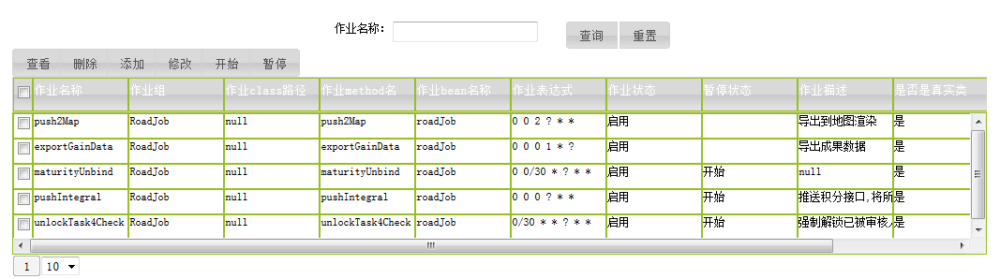 作业名称：
查询 重置
查看 删除 添加 修改 开始 暂停
作业名称 作业组 作业class路径 作业method名 作业bean名称 作业表达式 作业状态 暂停状态 作业描述 是否是真实类
push2Map RoadJob null push2Map roadJob 0 0 2 ? * * 启用 导出到地图渲染 是
exportGainData RoadJob null exportGainData roadJob 0 0 0 1 * ? 启用 导出成果数据 是
maturityUnbind RoadJob null maturityUnbind roadJob 0 0/30 * ? * * 启用 开始 null 是
pushIntegral RoadJob null pushIntegral roadJob 0 0 0 ? * * 启用 开始 推送积分接口,将所 是
unlockTask4Check RoadJob null unlockTask4Check roadJob 0/30 * * ? * * 启用 开始 强制解锁已被审核 是
1 10